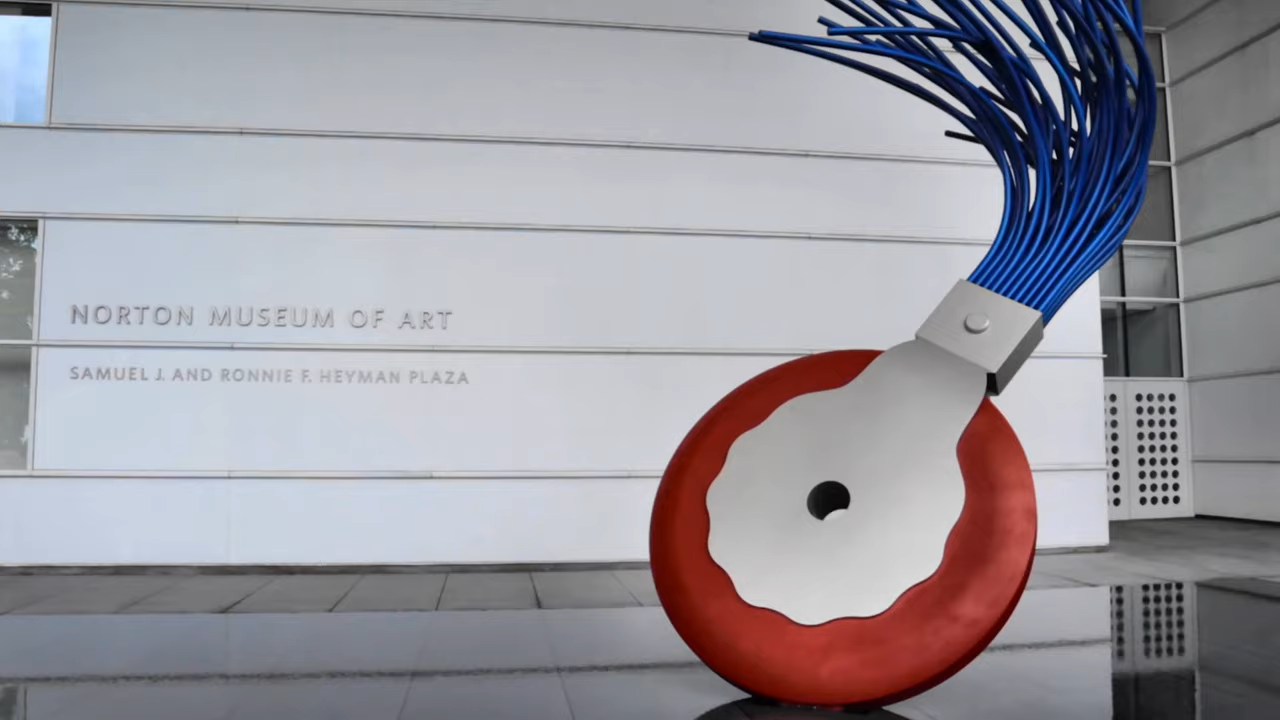 NORTON MUSEUM OF ART
SAMUEL J. AND RONNIE F. HEYMAN PLAZA